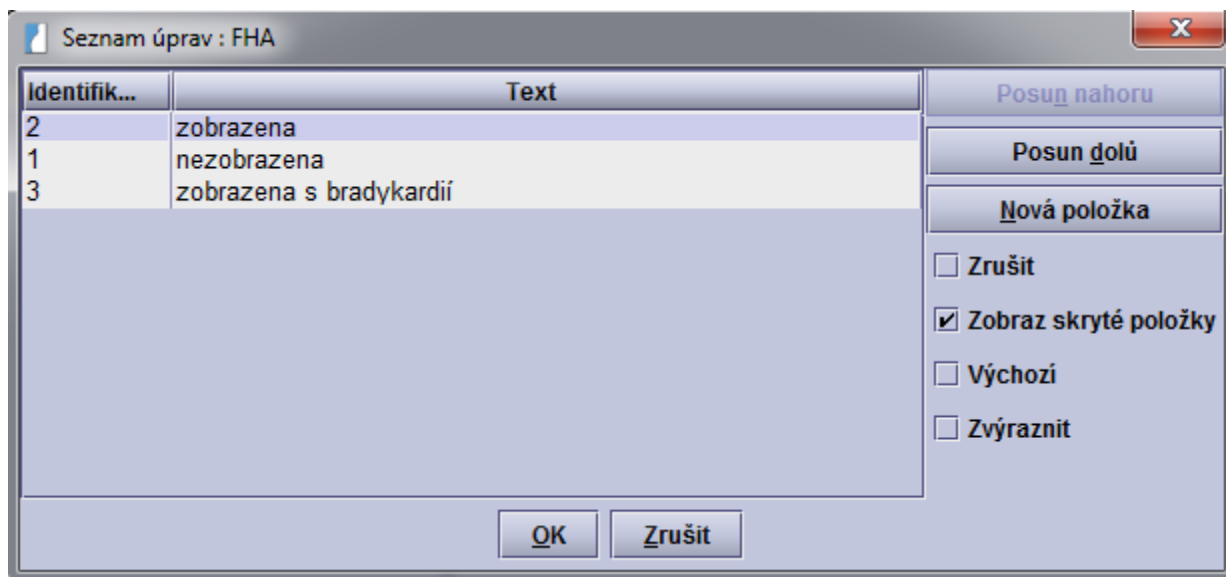 Seznam úprav : FHA
Identifik... Text
2 zobrazena
1 nezobrazena
3 zobrazena s bradykardií
Posun nahoru
Posun dolů
Nová položka
Zrušit
Zobraz skryté položky
Výchozí
Zvýraznit
OK Zrušit